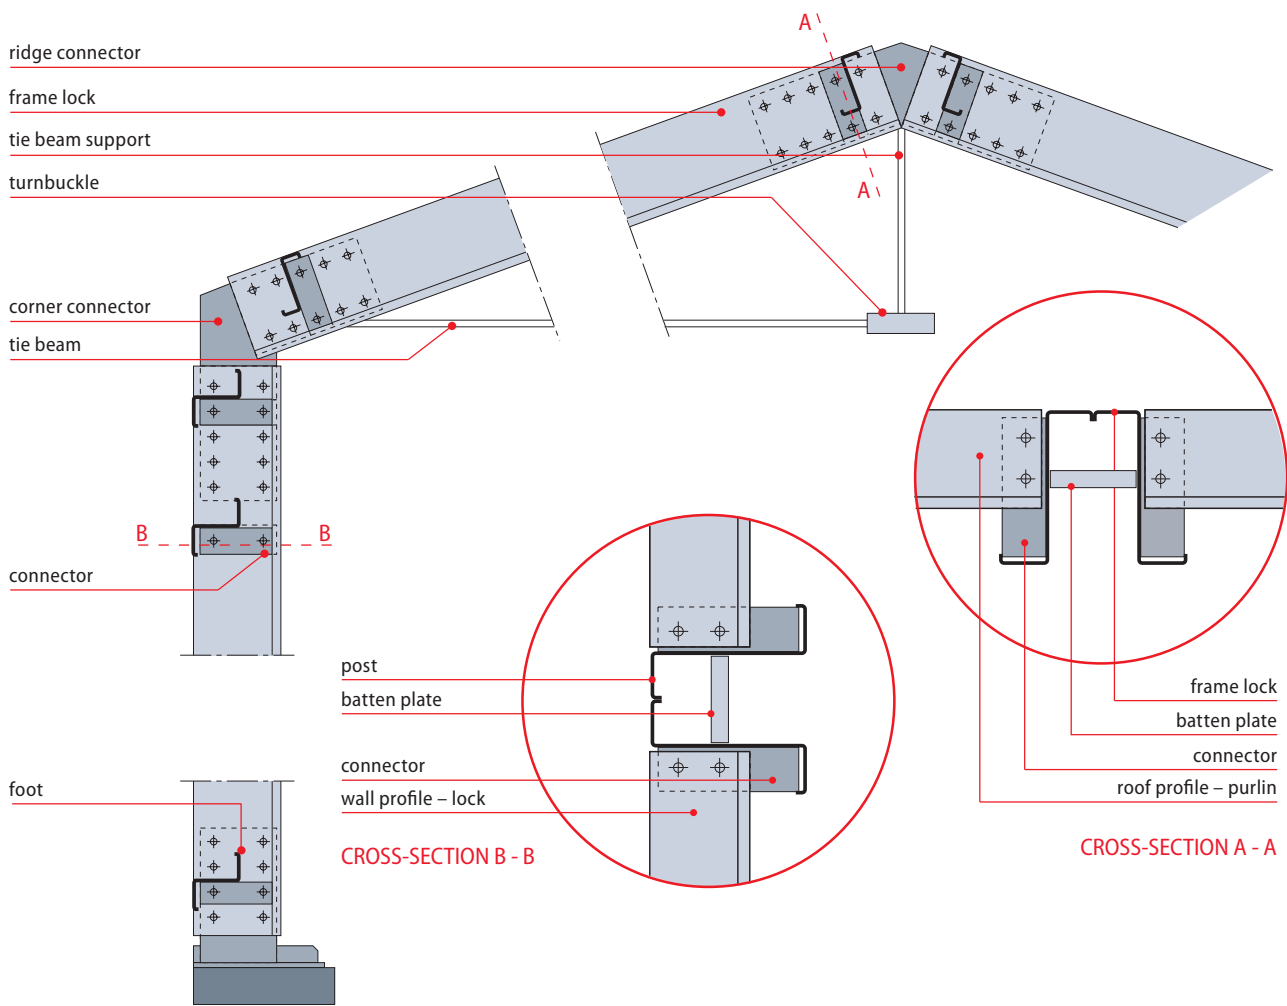 ridge connector
frame lock
tie beam support
turnbuckle
corner connector
tie beam
connector
foot
A
A
B
B
post
batten plate
connector
wall profile – lock
CROSS-SECTION B - B
frame lock
batten plate
connector
roof profile – purlin
CROSS-SECTION A - A